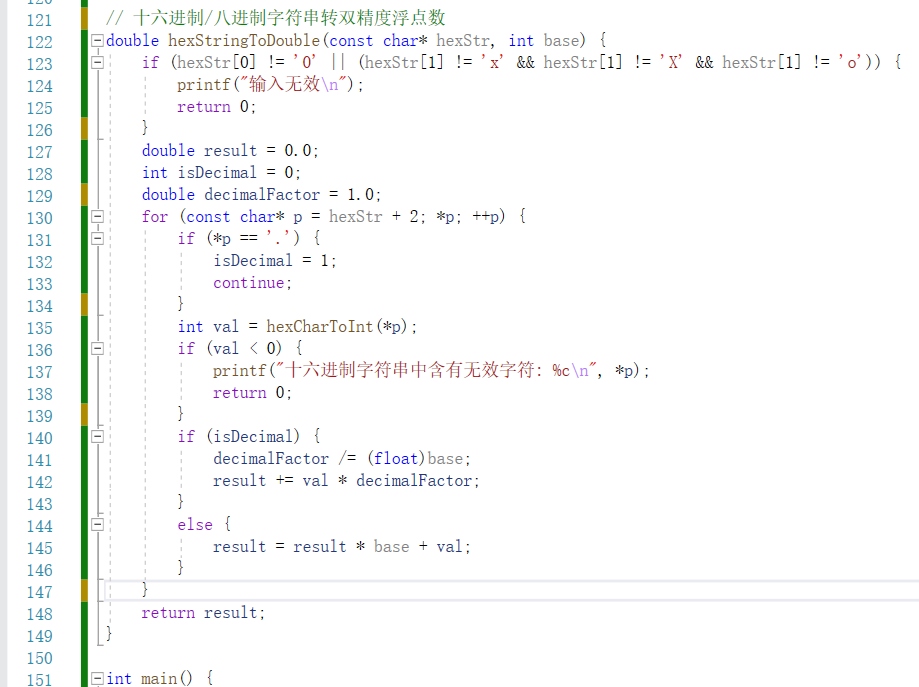 121 // 十六进制/八进制字符串转双精度浮点数
122 double hexStringToDouble(const char* hexStr, int base) {
123 if (hexStr[0] != '0' || (hexStr[1] != 'x' && hexStr[1] != 'X' && hexStr[1] != 'o')) {
124 printf("输入无效\n");
125 return 0;
126 }
127 double result = 0.0;
128 int isDecimal = 0;
129 double decimalFactor = 1.0;
130 for (const char* p = hexStr + 2; *p; ++p) {
131 if (*p == '.') {
132 isDecimal = 1;
133 continue;
134 }
135 int val = hexCharToInt(*p);
136 if (val < 0) {
137 printf("十六进制字符串中含有无效字符: %c\n", *p);
138 return 0;
139 }
140 if (isDecimal) {
141 decimalFactor /= (float)base;
142 result += val * decimalFactor;
143 }
144 else {
145 result = result * base + val;
146 }
147 }
148 return result;
149 }
150
151 int main() {